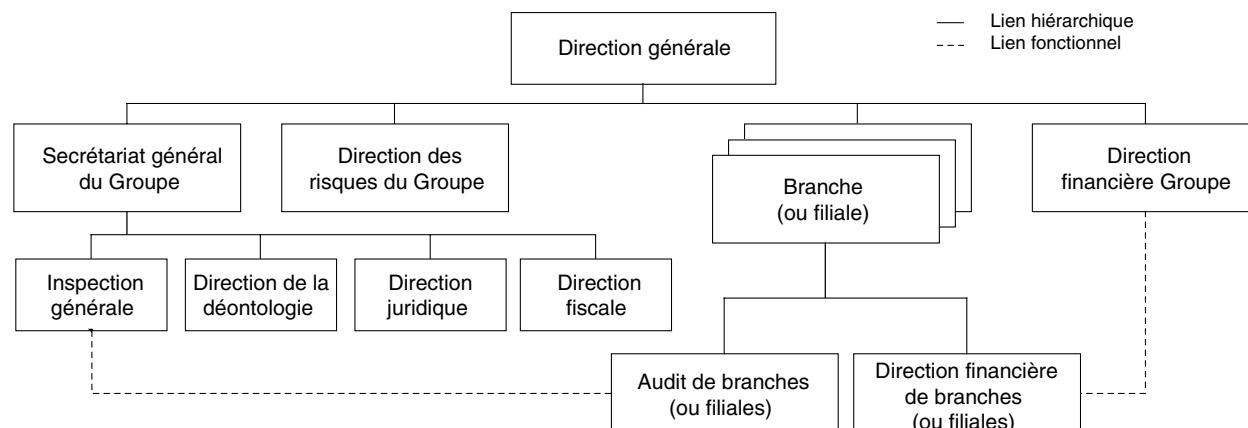 Direction générale
Lien hiérarchique
Lien fonctionnel
Secrétariat général
du Groupe
Direction des
risques du Groupe
Branche
(ou filiale)
Direction
financière Groupe
Inspection
générale
Direction de la
déontologie
Direction
juridique
Direction
fiscale
Audit de branches
(ou filiales)
Direction financière
de branches
(ou filiales)